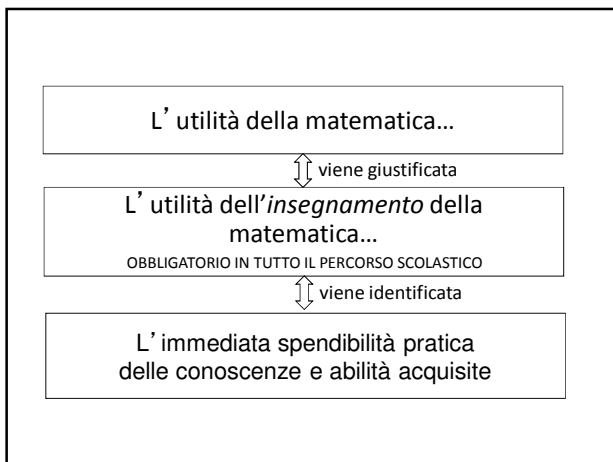 L’ utilità della matematica…
viene giustificata
L’ utilità dell’insegnamento della
matematica…
OBBLIGATORIO IN TUTTO IL PERCORSO SCOLASTICO
viene identificata
L’ immediata spendibilità pratica
delle conoscenze e abilità acquisite